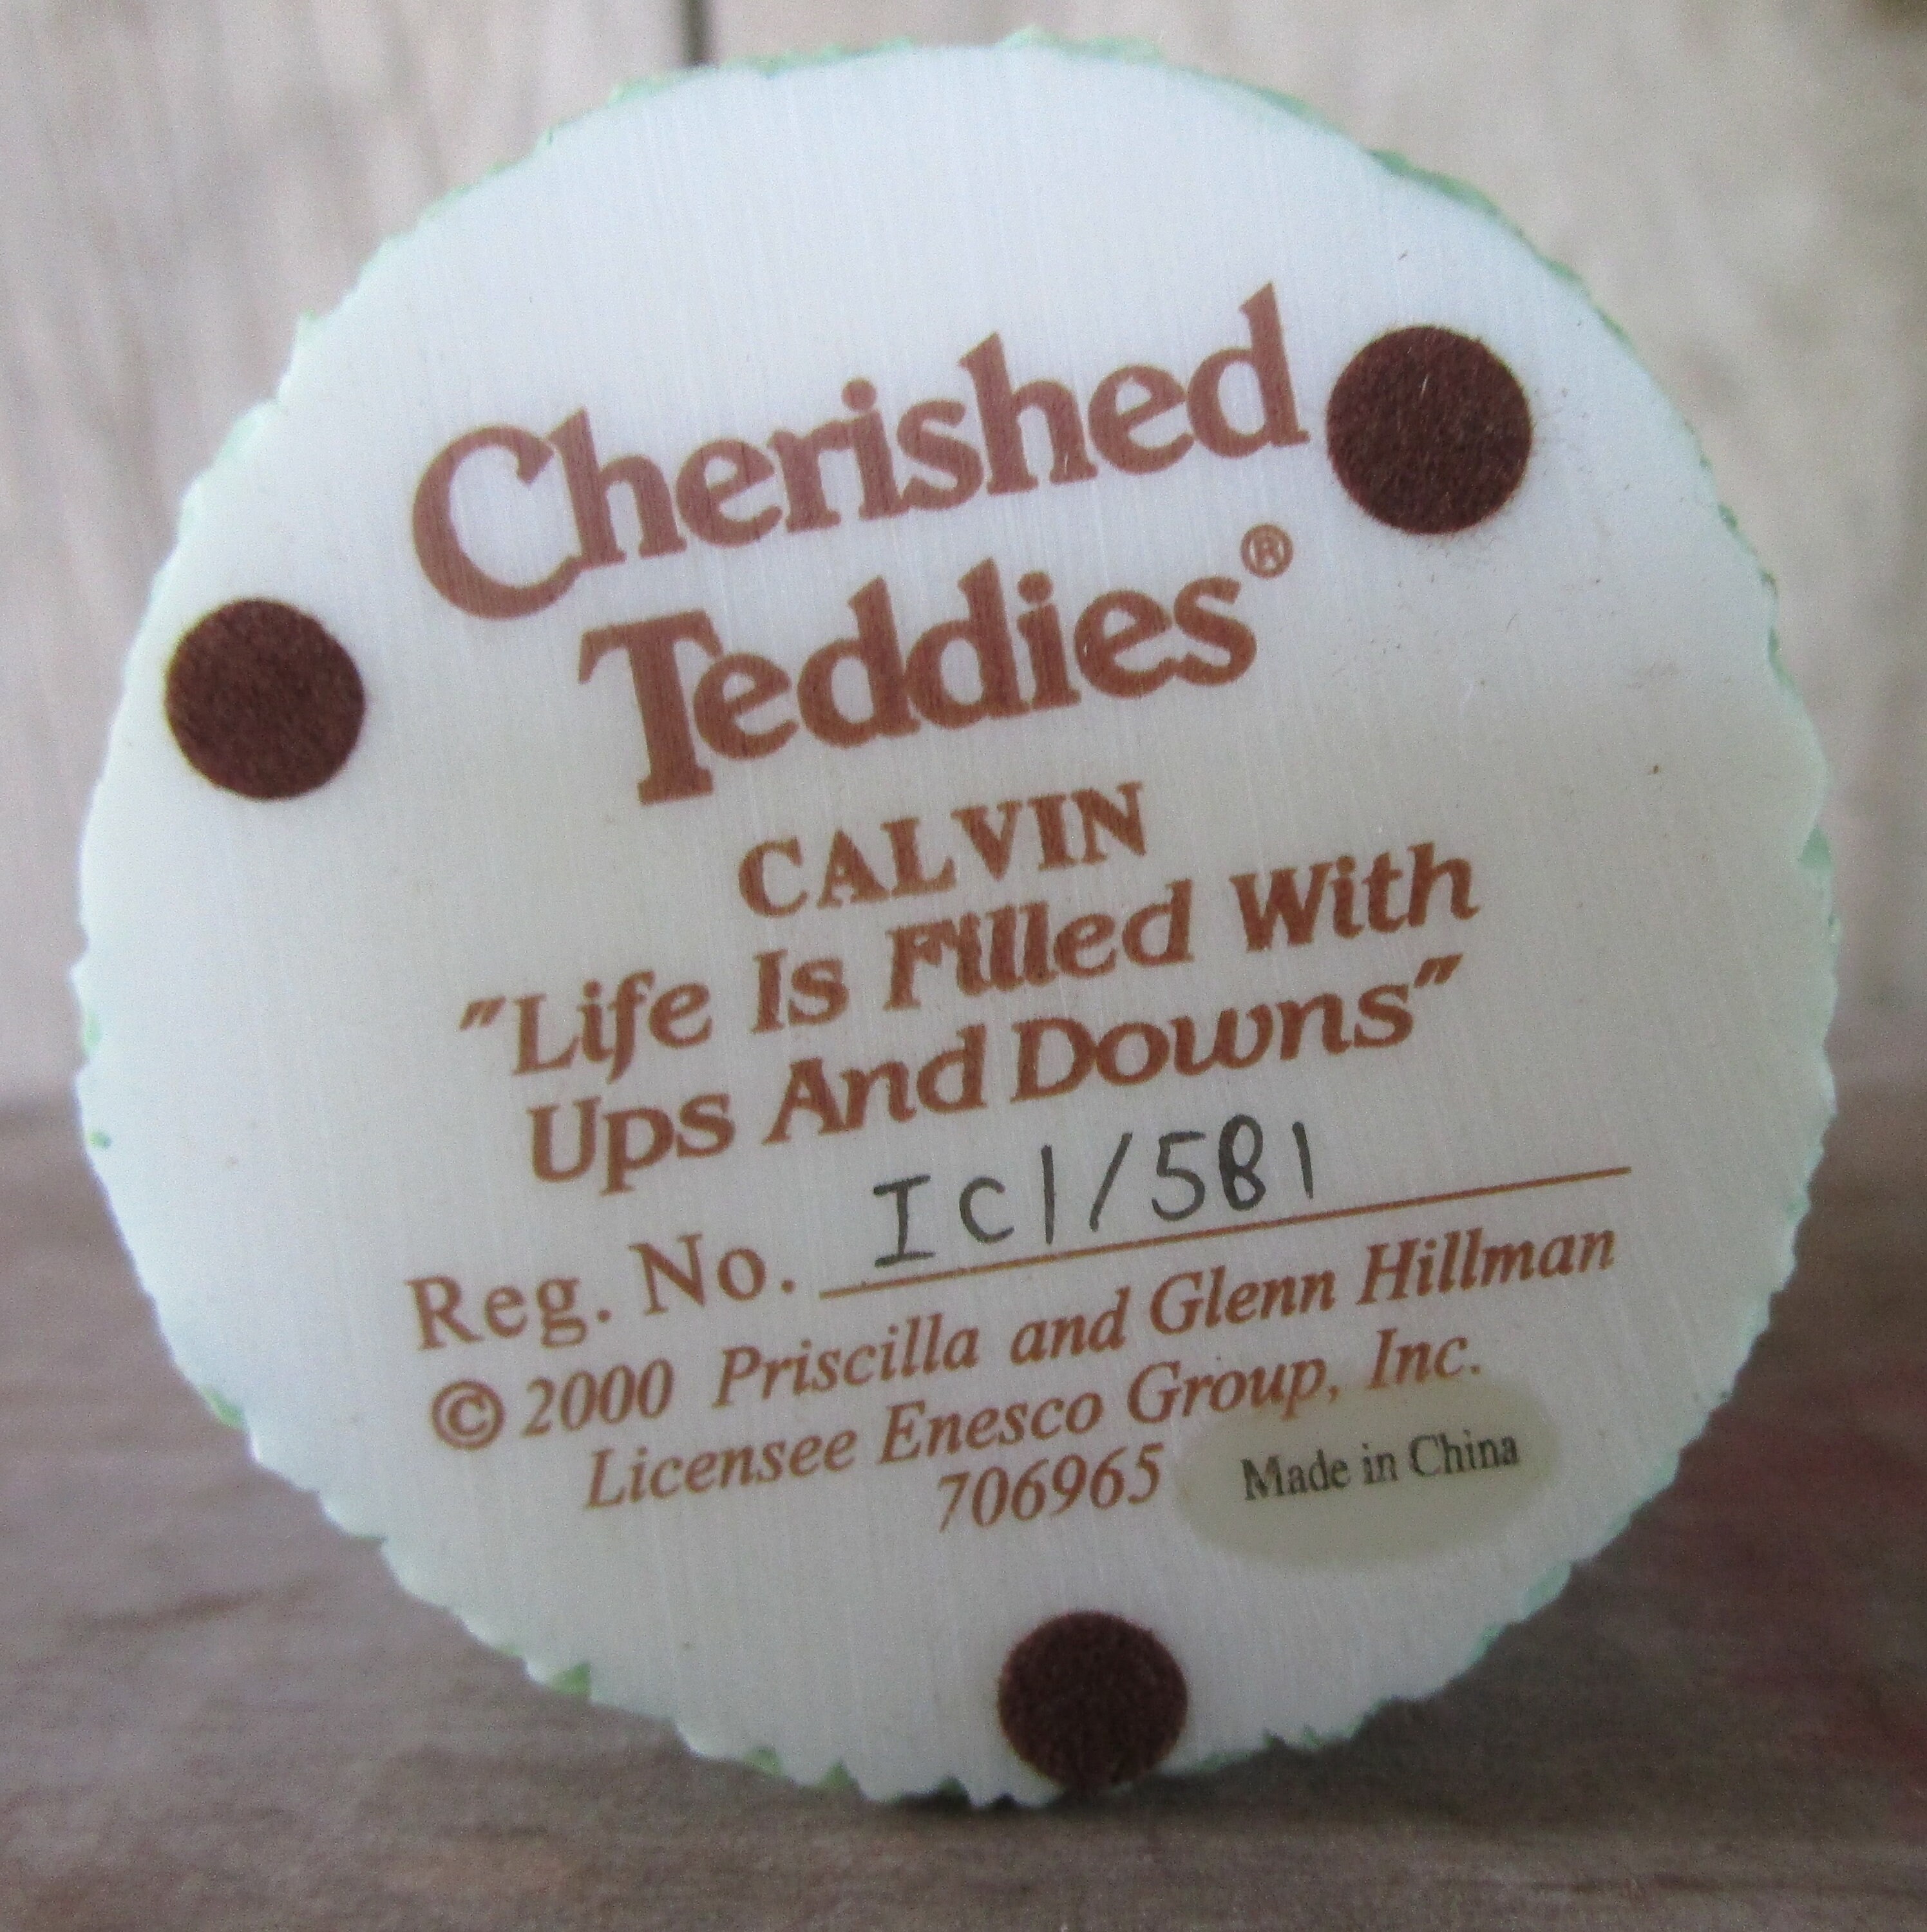 Cherished
Teddies®
CALVIN
"Life Is Filled With
Ups And Downs"
Reg. No. IC1/581
© 2000 Priscilla and Glenn Hillman
Licensee Enesco Group, Inc.
706965
Made in China